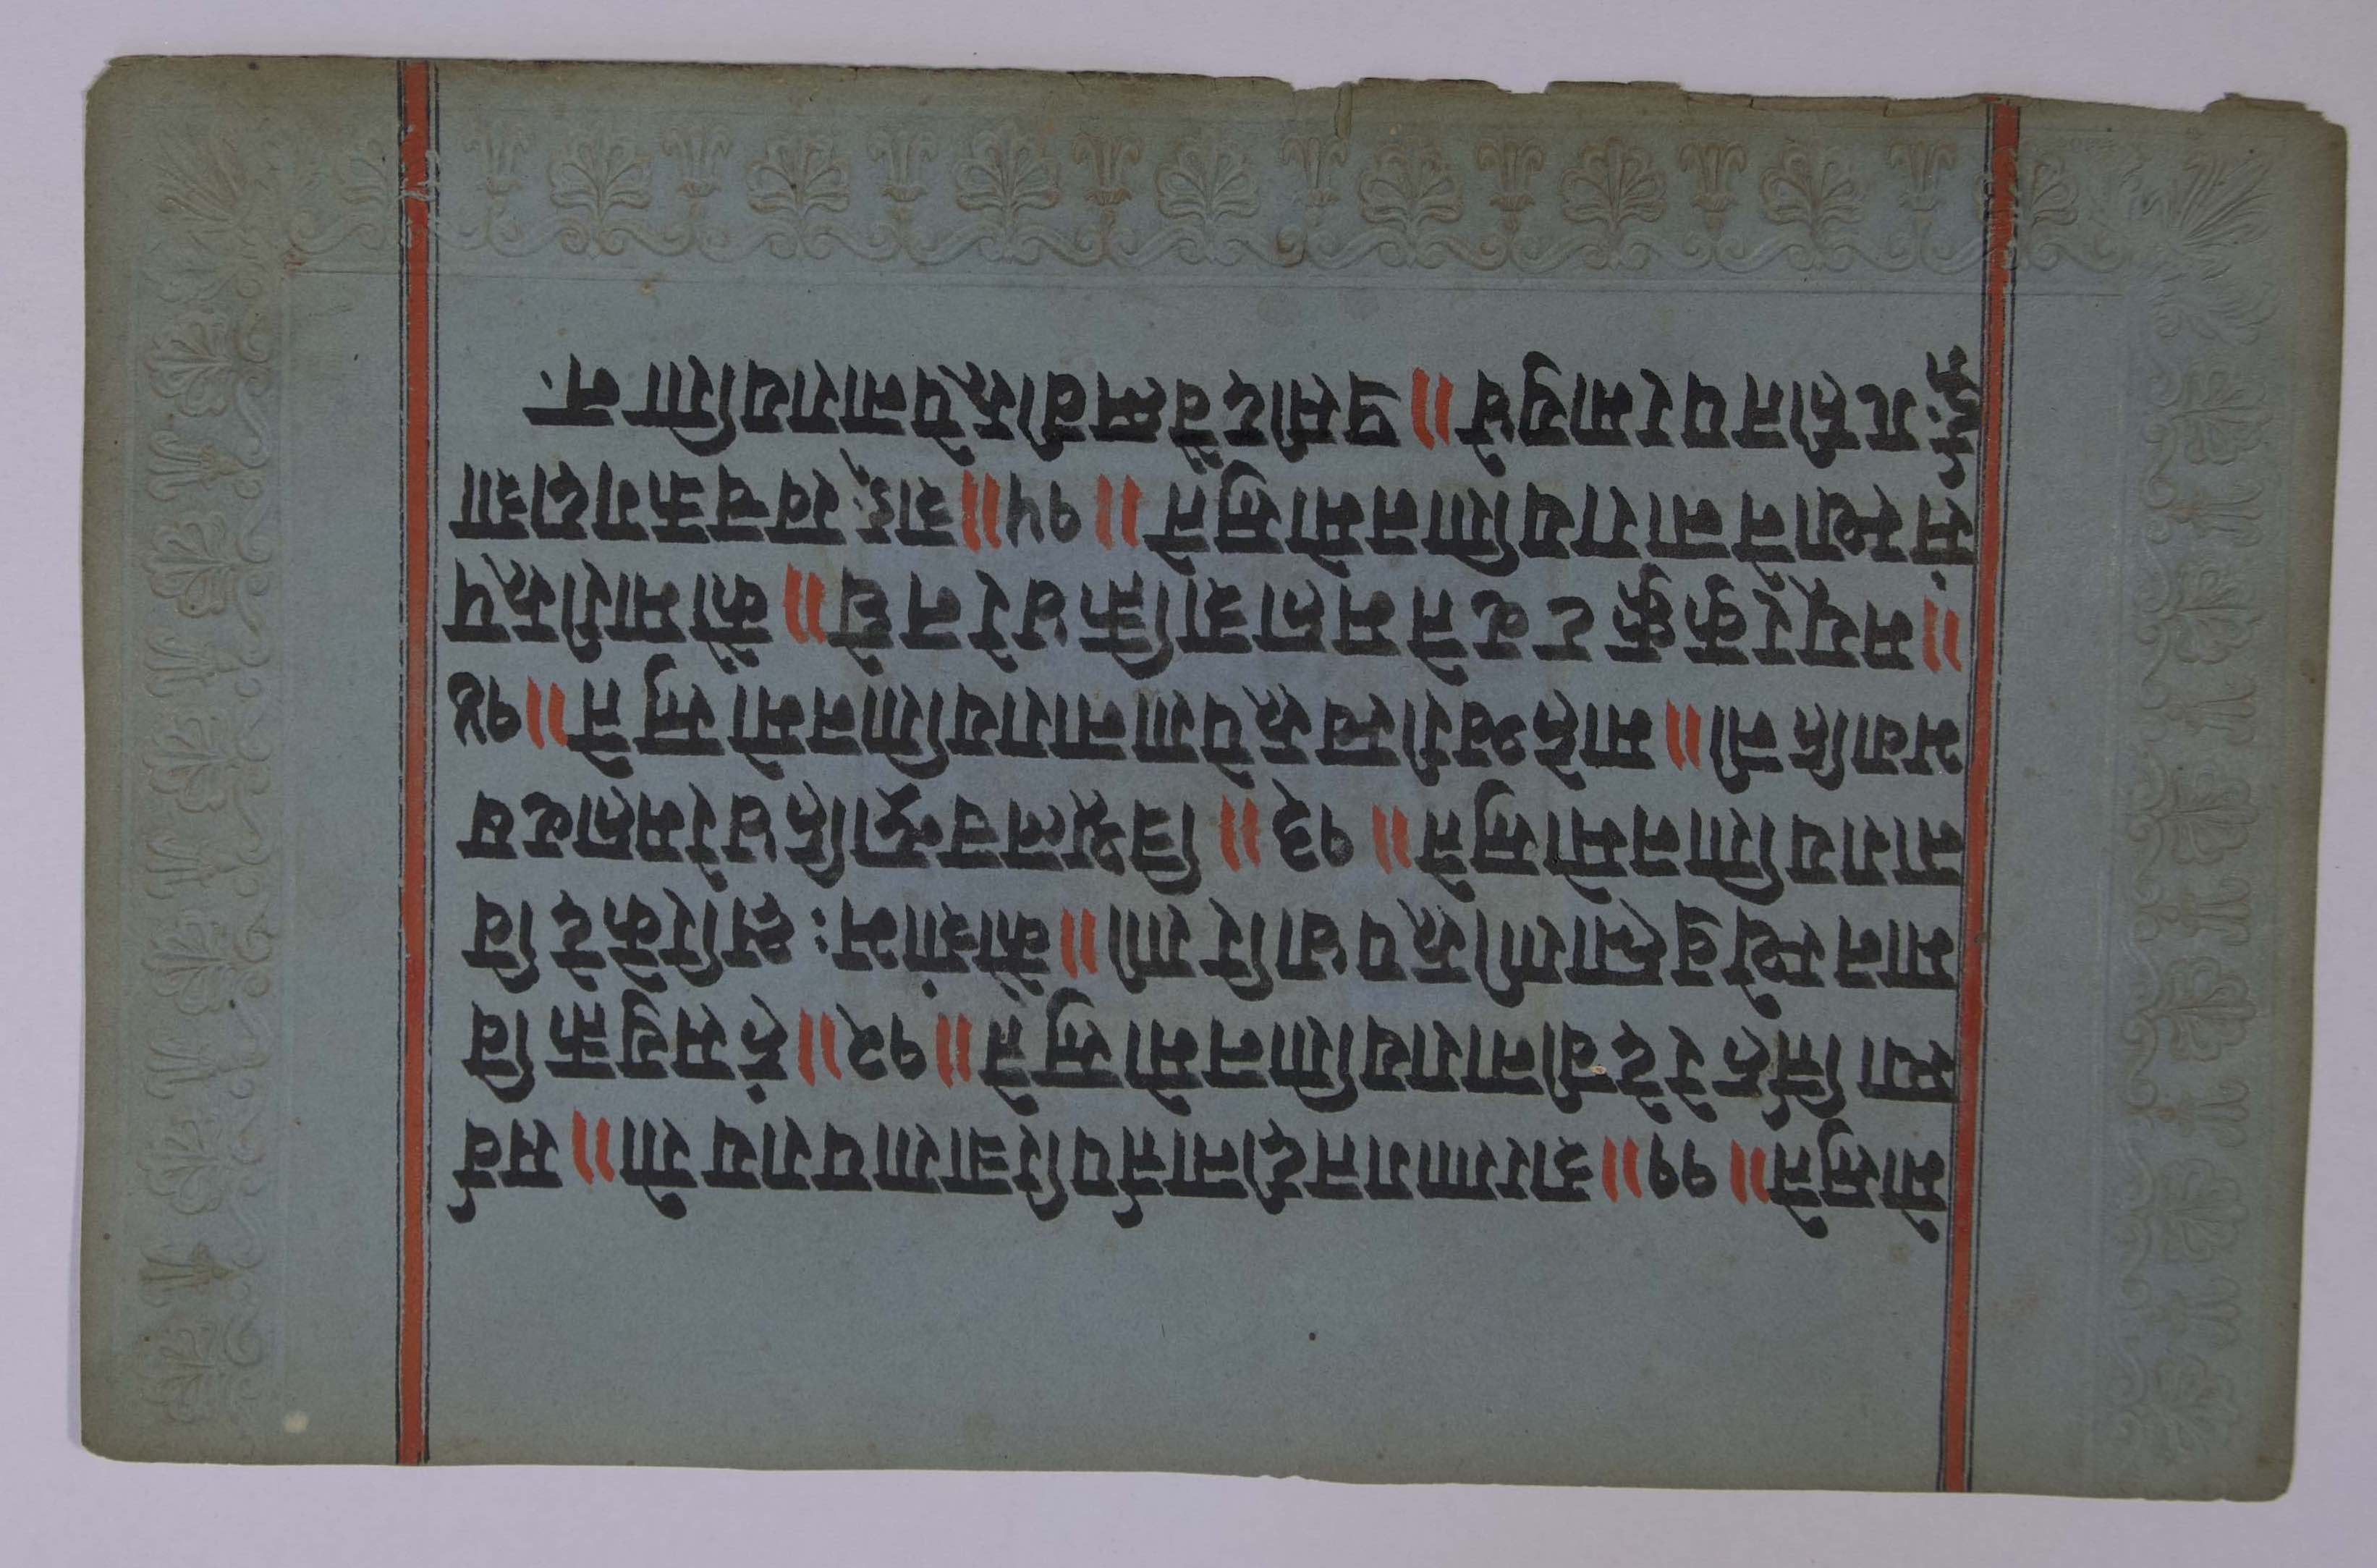 मोस्तुते॥ ११॥ शरणागतदीनार्त्तपरित्राणपरायणे॥ सर्व
स्यार्त्तिहरेदेवीनारायणिनमोस्तुते॥ १२॥ हंसयुक्तवि
मानस्थेब्रह्माणीरूपधारिणी॥ कौशांभः क्षरिकेदेवि
नारायणिनमोस्तुते॥ १३॥ त्रिशूलचन्द्राहिधरेमहावृष
भवाहिनी॥ माहेश्वरीस्वरूपेणनारायणिनमोस्तुते॥ १४
॥ मयूरकुक्कुटवृतेमहाशक्तिधरेनघे॥ कौमारीरूप
संस्थानेनारायणिनमोस्तुते॥ १५॥ शङ्खचक्रगदाशा
र्ङ्गगृहीतपरमायुधे॥ प्रसीदवैष्णवीरूपेनारायणिन